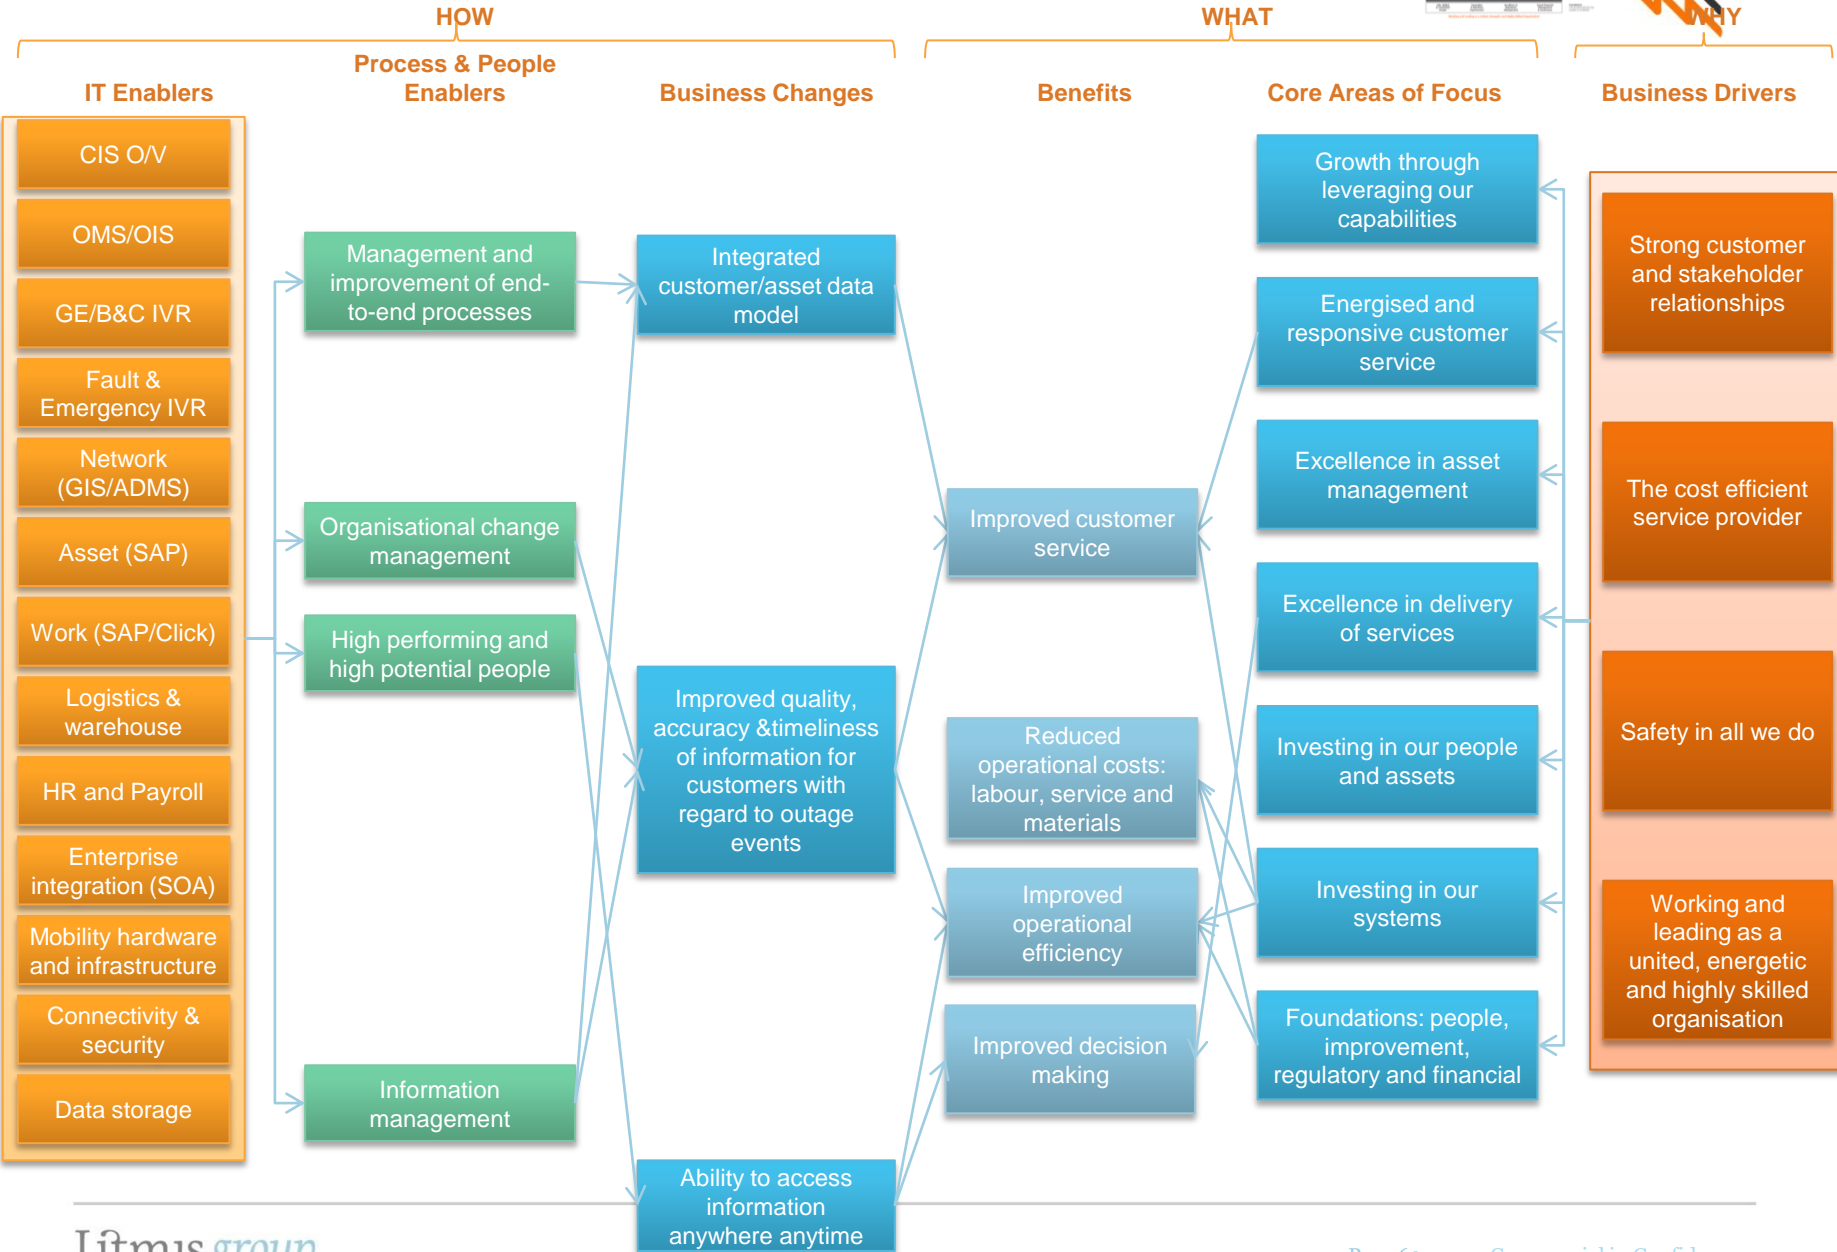 HOW
WHAT
WHY
IT Enablers
Process & People
Enablers
Business Changes
Benefits
Core Areas of Focus
Business Drivers
CIS O/V
OMS/OIS
GE/B&C IVR
Fault &
Emergency IVR
Network
(GIS/ADMS)
Asset (SAP)
Work (SAP/Click)
Logistics &
warehouse
HR and Payroll
Enterprise
integration (SOA)
Mobility hardware
and infrastructure
Connectivity &
security
Data storage
Management and
improvement of end-
to-end processes
Organisational change
management
High performing and
high potential people
Information
management
Integrated
customer/asset data
model
Improved quality,
accuracy &timeliness
of information for
customers with
regard to outage
events
Ability to access
information
anywhere anytime
Improved customer
service
Reduced
operational costs:
labour, service and
materials
Improved
operational
efficiency
Improved decision
making
Growth through
leveraging our
capabilities
Energised and
responsive customer
service
Excellence in asset
management
Excellence in delivery
of services
Investing in our people
and assets
Investing in our
systems
Foundations: people,
improvement,
regulatory and financial
Strong customer
and stakeholder
relationships
The cost efficient
service provider
Safety in all we do
Working and
leading as a
united, energetic
and highly skilled
organisation
Litmus group